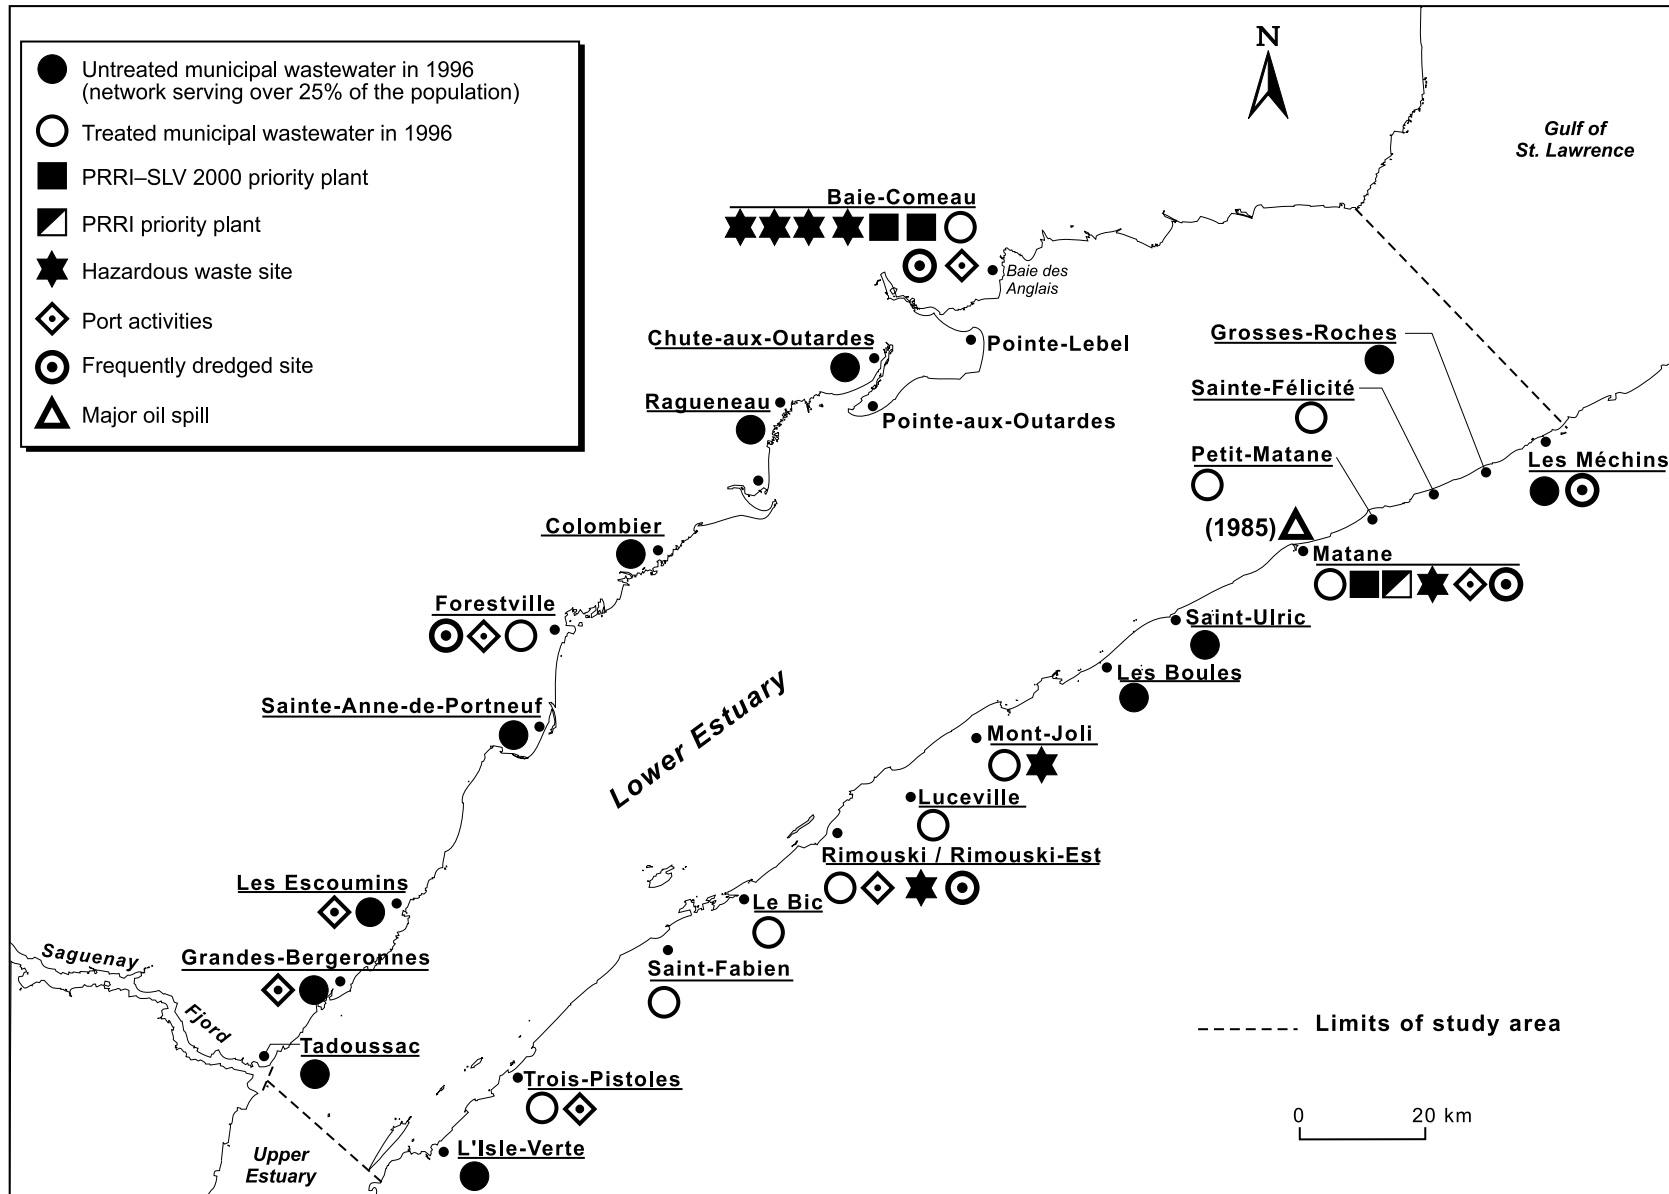 Untreated municipal wastewater in 1996
(network serving over 25% of the population)
Treated municipal wastewater in 1996
PRRI–SLV 2000 priority plant
PRRI priority plant
Hazardous waste site
Port activities
Frequently dredged site
Major oil spill
N
Gulf of
St. Lawrence
Baie-Comeau
Baie des
Anglais
Chute-aux-Outardes
Pointe-Lebel
Grosses-Roches
Ragueneau
Pointe-aux-Outardes
Sainte-Félicité
Petit-Matane
Les Méchins
Colombier
(1985)
Matane
Forestville
Saint-Ulric
Les Boules
Sainte-Anne-de-Portneuf
Lower Estuary
Mont-Joli
Luceville
Rimouski / Rimouski-Est
Les Escoumins
Le Bic
Saguenay
Fjord
Grandes-Bergeronnes
Saint-Fabien
Limits of study area
Tadoussac
Trois-Pistoles
0 20 km
L'Isle-Verte
Upper
Estuary